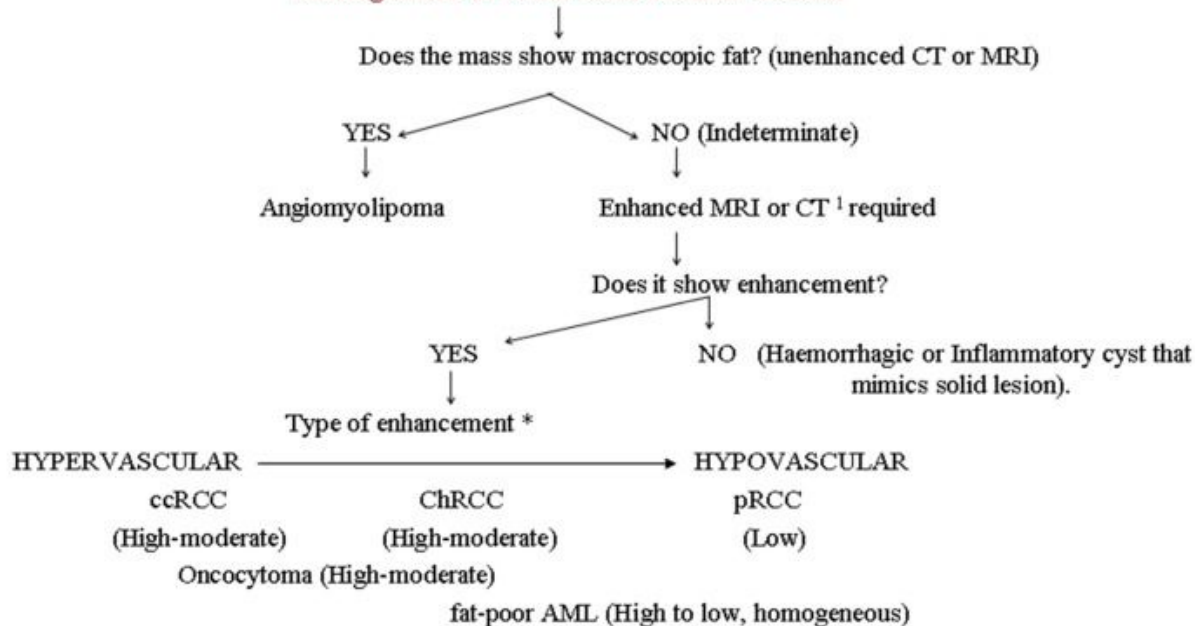 Does the mass show macroscopic fat? (unenhanced CT or MRI)
YES NO (Indeterminate)
Angiomyolipoma Enhanced MRI or CT ¹ required
Does it show enhancement?
YES NO (Haemorrhagic or Inflammatory cyst that
mimics solid lesion).
Type of enhancement *
HYPERVASCULAR HYPOVASCULAR
ccRCC ChRCC pRCC
(High-moderate) (High-moderate) (Low)
Oncocytoma (High-moderate)
fat-poor AML (High to low, homogeneous)